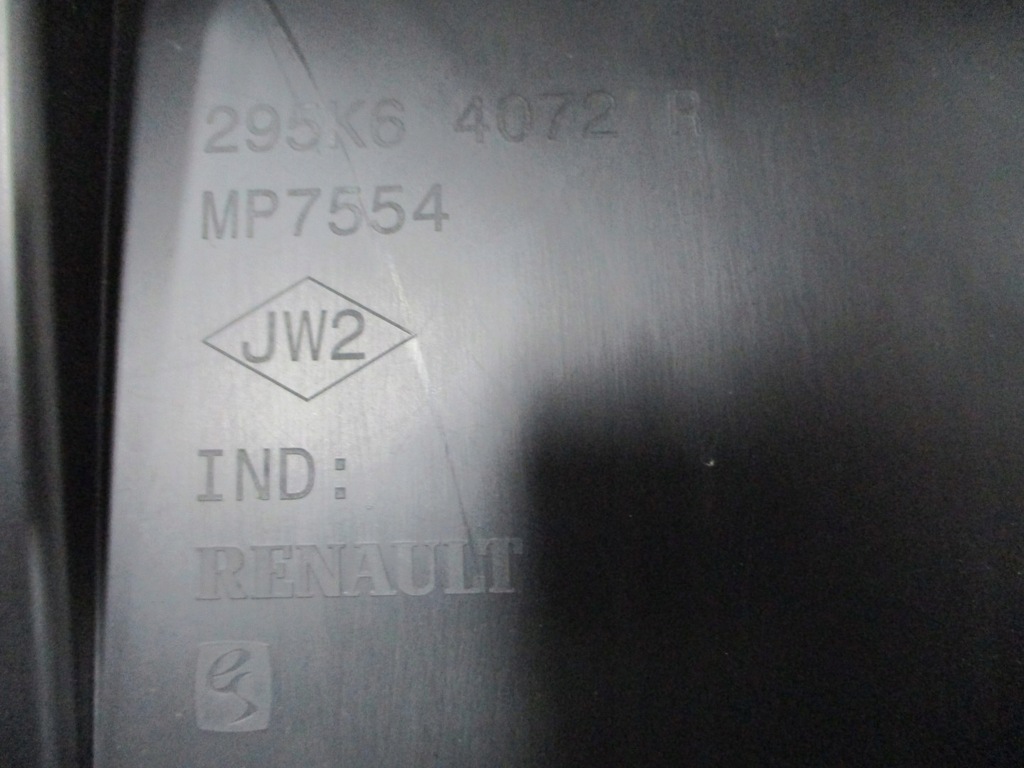 295K6 4072 R
MP7554
JW2
IND:
RENAULT